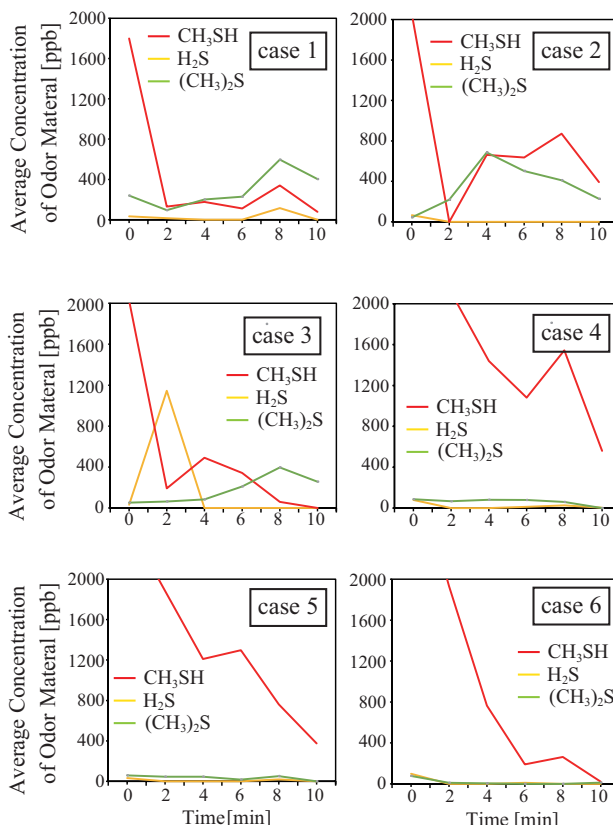 Average Concentration
of Odor Materal [ppb]
2000
1600
1200
800
400
0
0 2 4 6 8 10
CH₃SH
H₂S
(CH₃)₂S
case 1
2000
1600
1200
800
400
0
0 2 4 6 8 10
CH₃SH
H₂S
(CH₃)₂S
case 2
Average Concentration
of Odor Material [ppb]
2000
1600
1200
800
400
0
0 2 4 6 8 10
case 3
CH₃SH
H₂S
(CH₃)₂S
2000
1600
1200
800
400
0
0 2 4 6 8 10
case 4
CH₃SH
H₂S
(CH₃)₂S
Average Concentration
of Odor Material [ppb]
2000
1600
1200
800
400
0
0 2 4 6 8 10
Time[min]
case 5
CH₃SH
H₂S
(CH₃)₂S
2000
1600
1200
800
400
0
0 2 4 6 8 10
Time [min]
case 6
CH₃SH
H₂S
(CH₃)₂S